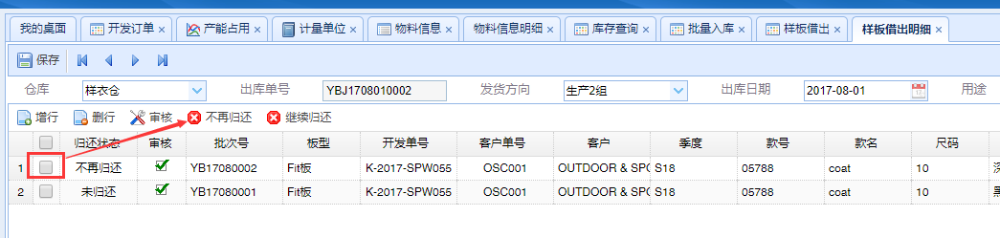 我的桌面 开发订单 × 产能占用 × 计量单位 × 物料信息 × 物料信息明细 × 库存查询 × 批量入库 × 样板借出 × 样板借出明细 ×
保存
仓库 样衣仓 出库单号 YBJ1708010002 发货方向 生产2组 出库日期 2017-08-01 用途
增行 删行 审核 不再归还 继续归还
归还状态 审核 批次号 板型 开发单号 客户单号 客户 季度 款号 款名 尺码
1 不再归还 YB17080002 Fit板 K-2017-SPW055 OSC001 OUTDOOR & SPO S18 05788 coat 10
2 未归还 YB17080001 Fit板 K-2017-SPW055 OSC001 OUTDOOR & SPO S18 05788 coat 10